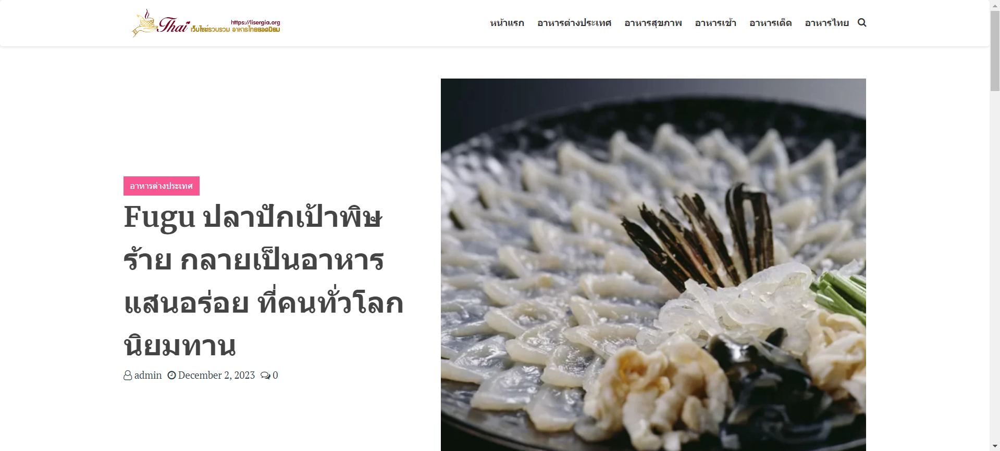 Thai
https://lisergia.org
เว็บไซต์รวบรวม อาหารไทยยอดนิยม
หน้าแรก อาหารต่างประเทศ อาหารสุขภาพ อาหารเช้า อาหารเด็ด อาหารไทย
อาหารต่างประเทศ
Fugu ปลาปักเป้าพิษ
ร้าย กลายเป็นอาหาร
แสนอร่อย ที่คนทั่วโลก
นิยมทาน
admin December 2, 2023 0